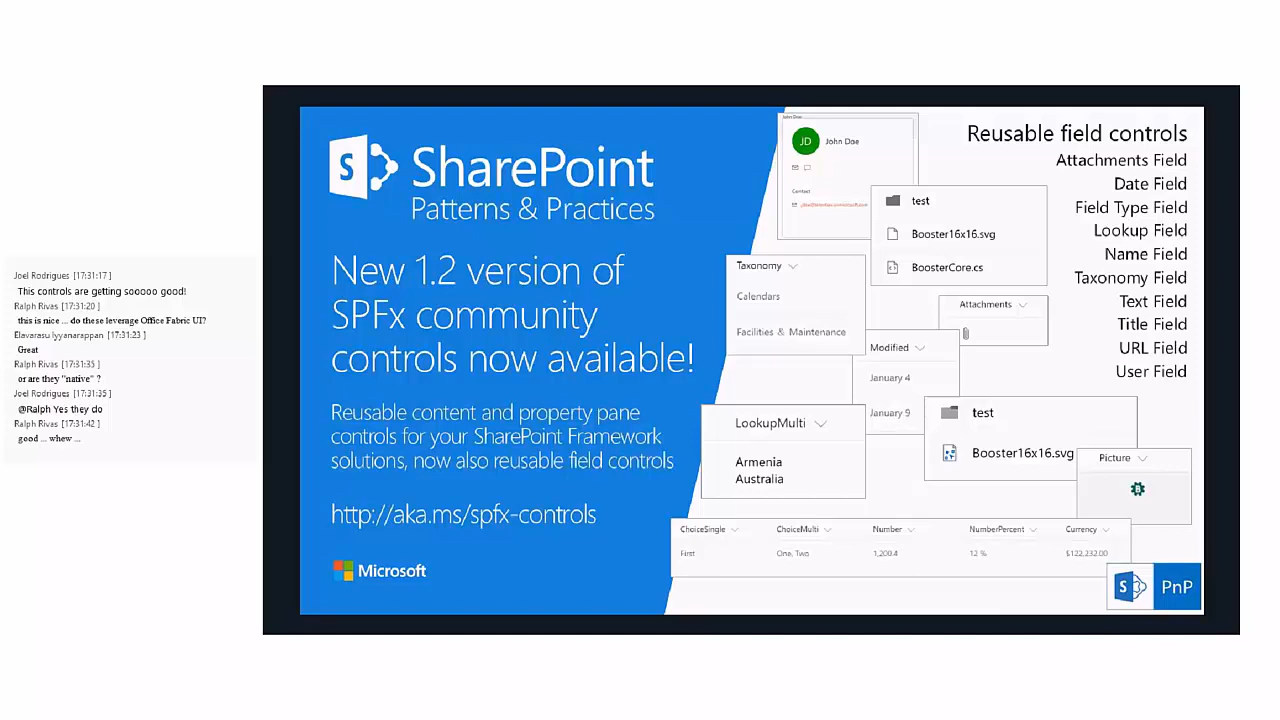 Joel Rodrigues [17:31:17 ]
This controls are getting sooooo good!
Ralph Rivas [17:31:20 ]
this is nice ... do these leverage Office Fabric UI?
Elavarasu Iyyanarappan [17:31:23 ]
Great
Ralph Rivas [17:31:35 ]
or are they "native" ?
Joel Rodrigues [17:31:35 ]
@Ralph Yes they do
Ralph Rivas [17:31:42 ]
good ... whew ...
S
SharePoint
Patterns & Practices
New 1.2 version of
SPFx community
controls now available!
Reusable content and property pane
controls for your SharePoint Framework
solutions, now also reusable field controls
http://aka.ms/spfx-controls
Microsoft
John Doe
JD John Doe
Contact
test
Booster16x16.svg
BoosterCore.cs
Taxonomy
Calendars
Facilities & Maintenance
Attachments
Modified
January 4
January 9
LookupMulti
Armenia
Australia
test
Booster16x16.svg
Picture
ChoiceSingle ChoiceMulti Number NumberPercent Currency
First One, Two 1,200.4 12 % $122,232.00
Reusable field controls
Attachments Field
Date Field
Field Type Field
Lookup Field
Name Field
Taxonomy Field
Text Field
Title Field
URL Field
User Field
S PnP